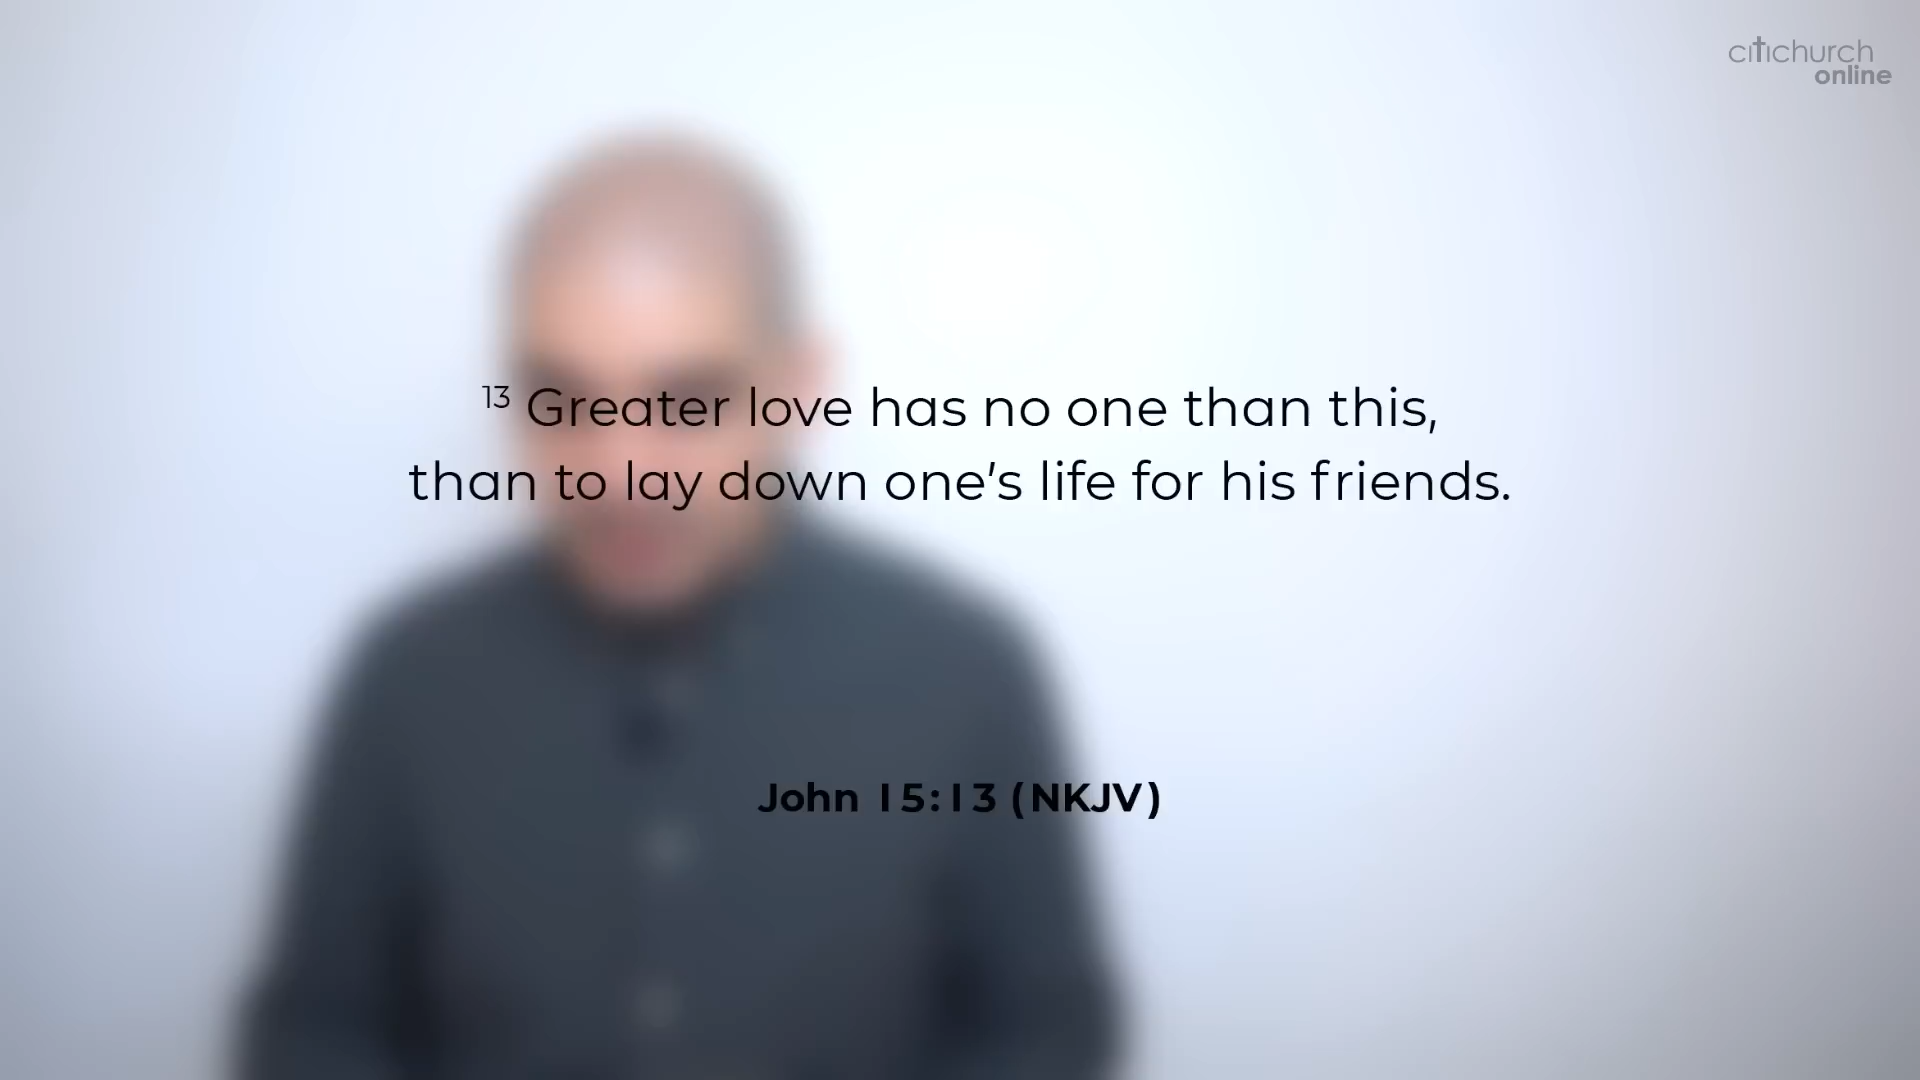 citichurch
online
13 Greater love has no one than this,
than to lay down one's life for his friends.
John 15:13 (NKJV)